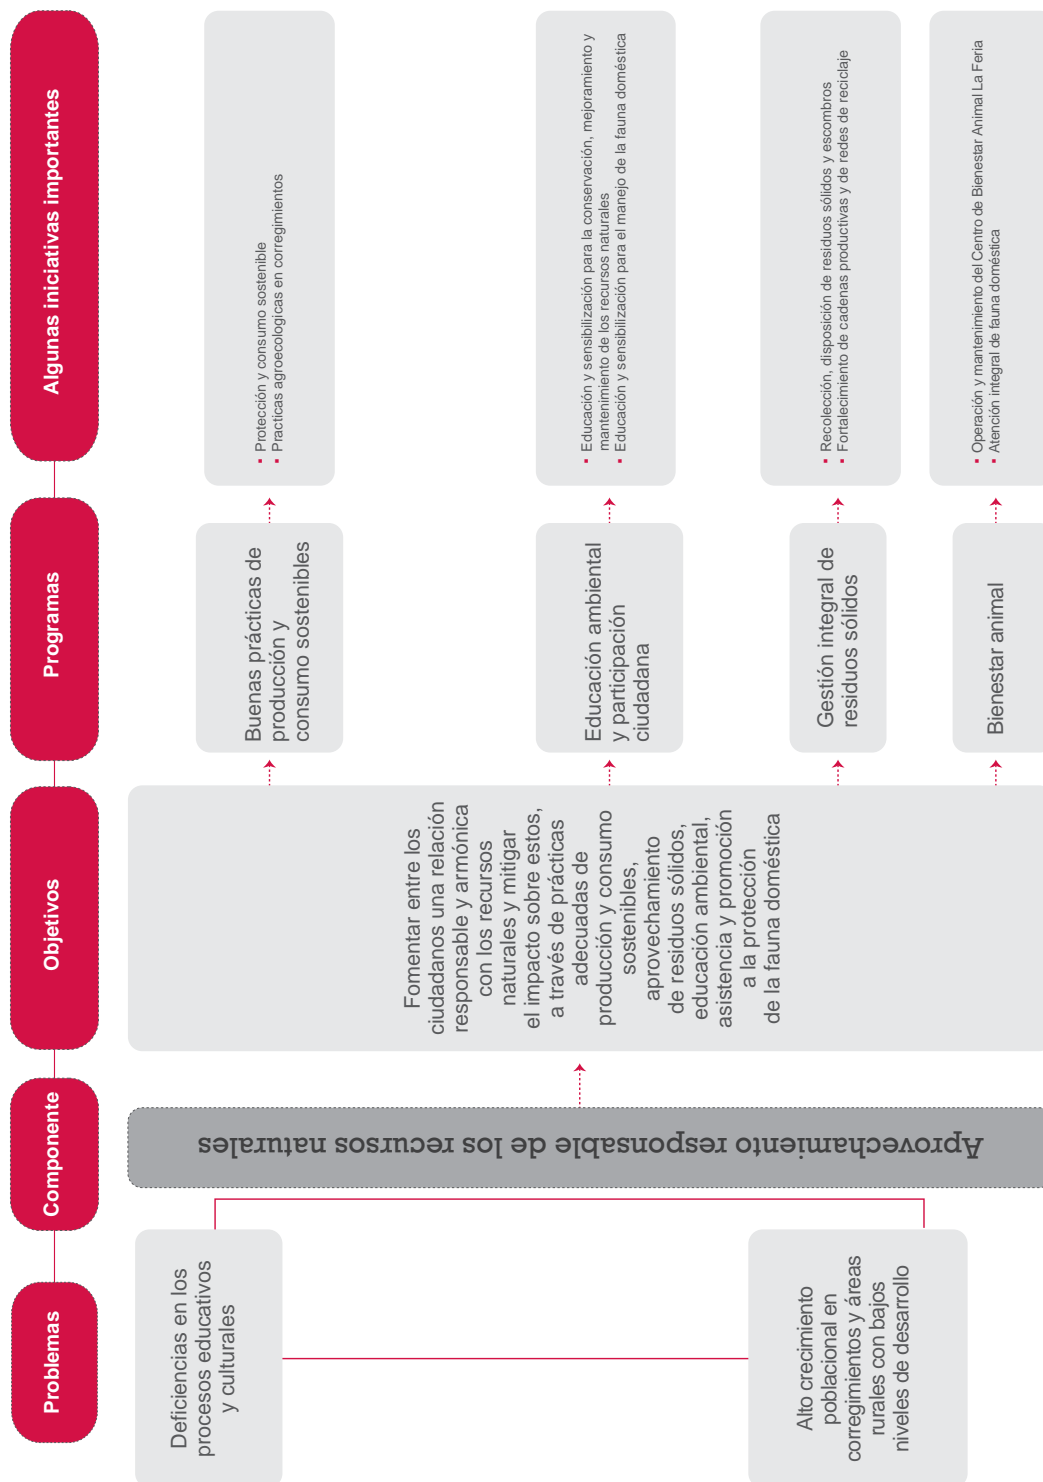 Problemas
Componente
Objetivos
Programas
Algunas iniciativas importantes
Deficiencias en los
procesos educativos
y culturales
Alto crecimiento
poblacional en
corregimientos y áreas
rurales con bajos
niveles de desarrollo
Aprovechamiento responsable de los recursos naturales
Fomentar entre los
ciudadanos una relación
responsable y armónica
con los recursos
naturales y mitigar
el impacto sobre estos,
a través de prácticas
adecuadas de
producción y consumo
sostenibles,
aprovechamiento
de residuos sólidos,
educación ambiental,
asistencia y promoción
a la protección
de la fauna doméstica
Buenas prácticas de
producción y
consumo sostenibles
▪ Protección y consumo sostenible
▪ Practicas agroecologicas en corregimientos
Educación ambiental
y participación
ciudadana
▪ Educación y sensibilización para la conservación, mejoramiento y
mantenimiento de los recursos naturales
▪ Educación y sensibilización para el manejo de la fauna doméstica
Gestión integral de
residuos sólidos
▪ Recolección, disposición de residuos sólidos y escombros
▪ Fortalecimiento de cadenas productivas y de redes de reciclaje
Bienestar animal
▪ Operación y mantenimiento del Centro de Bienestar Animal La Feria
▪ Atención integral de fauna doméstica